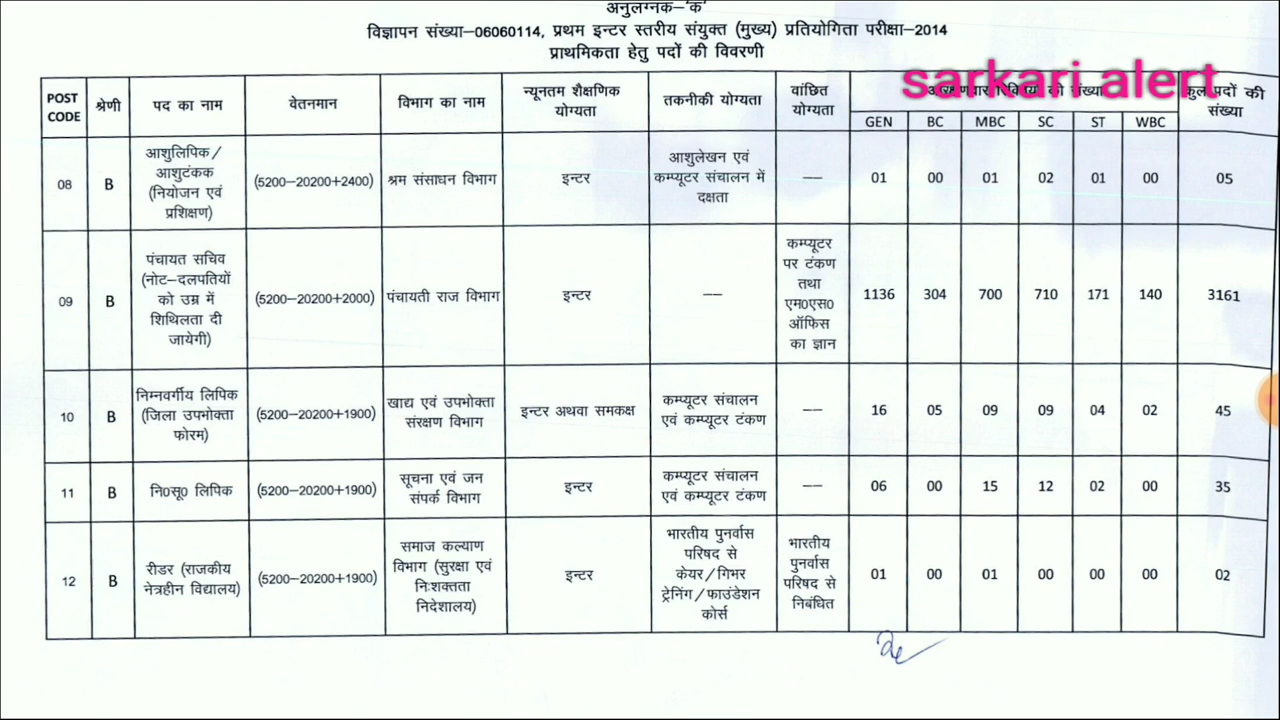 अनुलग्नक–'क'
विज्ञापन संख्या–06060114, प्रथम इन्टर स्तरीय संयुक्त (मुख्य) प्रतियोगिता परीक्षा–2014
प्राथमिकता हेतु पदों की विवरणी
sarkari alert
POST CODE श्रेणी पद का नाम वेतनमान विभाग का नाम न्यूनतम शैक्षणिक योग्यता तकनीकी योग्यता वांछित योग्यता की संख्या कुल पदों की संख्या
GEN BC MBC SC ST WBC
08 B आशुलिपिक/ आशुटंकक (नियोजन एवं प्रशिक्षण) (5200–20200+2400) श्रम संसाधन विभाग इन्टर आशुलेखन एवं कम्प्यूटर संचालन में दक्षता –– 01 00 01 02 01 00 05
09 B पंचायत सचिव (नोट–दलपतियों को उम्र में शिथिलता दी जायेगी) (5200–20200+2000) पंचायती राज विभाग इन्टर –– कम्प्यूटर पर टंकण तथा एम0एस0 ऑफिस का ज्ञान 1136 304 700 710 171 140 3161
10 B निम्नवर्गीय लिपिक (जिला उपभोक्ता फोरम) (5200–20200+1900) खाद्य एवं उपभोक्ता संरक्षण विभाग इन्टर अथवा समकक्ष कम्प्यूटर संचालन एवं कम्प्यूटर टंकण –– 16 05 09 09 04 02 45
11 B नि0सू0 लिपिक (5200–20200+1900) सूचना एवं जन संपर्क विभाग इन्टर कम्प्यूटर संचालन एवं कम्प्यूटर टंकण –– 06 00 15 12 02 00 35
12 B रीडर (राजकीय नेत्रहीन विद्यालय) (5200–20200+1900) समाज कल्याण विभाग (सुरक्षा एवं निःशक्तता निदेशालय) इन्टर भारतीय पुनर्वास परिषद से केयर/गिभर ट्रेनिंग/फाउंडेशन कोर्स भारतीय पुनर्वास परिषद से निबंधित 01 00 01 00 00 00 02